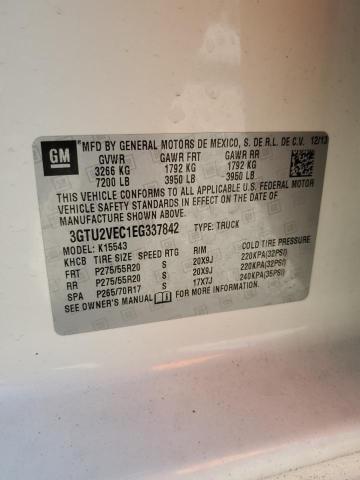 GM
MFD BY GENERAL MOTORS DE MEXICO, S. DE R.L. DE C.V. 12/13
GVWR GAWR FRT GAWR RR
3266 KG 1792 KG 1792 KG
7200 LB 3950 LB 3950 LB
THIS VEHICLE CONFORMS TO ALL APPLICABLE U.S. FEDERAL MOTOR
VEHICLE SAFETY, BUMPER, AND THEFT PREVENTION STANDARDS IN
EFFECT ON THE DATE OF MANUFACTURE SHOWN ABOVE.
3GTU2VEC1EG337842 TYPE: TRUCK
MODEL: K15543
KHCB TIRE SIZE SPEED RTG RIM COLD TIRE PRESSURE
FRT P275/55R20 S 20X9J 220KPA(32PSI)
RR P275/55R20 S 20X9J 220KPA(32PSI)
SPA P265/70R17 S 17X7J 240KPA(35PSI)
SEE OWNER'S MANUAL FOR MORE INFORMATION.